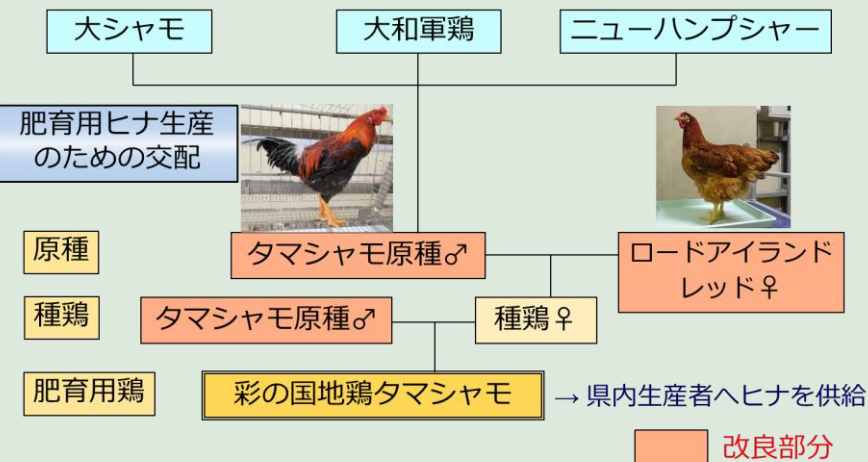 大シャモ
大和軍鶏
ニューハンプシャー
肥育用ヒナ生産
のための交配
原種
タマシャモ原種♂
ロードアイランド
レッド♀
種鶏
タマシャモ原種♂
種鶏♀
肥育用鶏
彩の国地鶏タマシャモ
→ 県内生産者へヒナを供給
改良部分